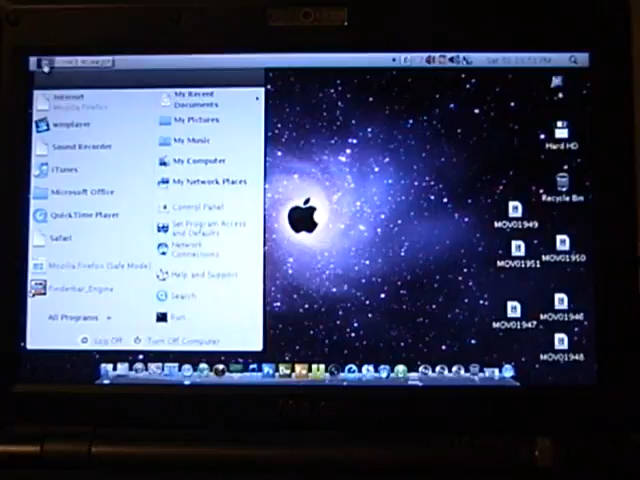 Internet
Mozilla Firefox
wmplayer
Sound Recorder
iTunes
Microsoft Office
QuickTime Player
Safari
Mozilla Firefox (Safe Mode)
Finderbar_Engine
All Programs
My Recent
Documents
My Pictures
My Music
My Computer
My Network Places
Control Panel
Set Program Access
and Defaults
Network
Connections
Help and Support
Search
Run
Log Off
Turn Off Computer
Hard HD
Recycle Bin
MOV01949
MOV01951
MOV01950
MOV01947
MOV01946
MOV01948